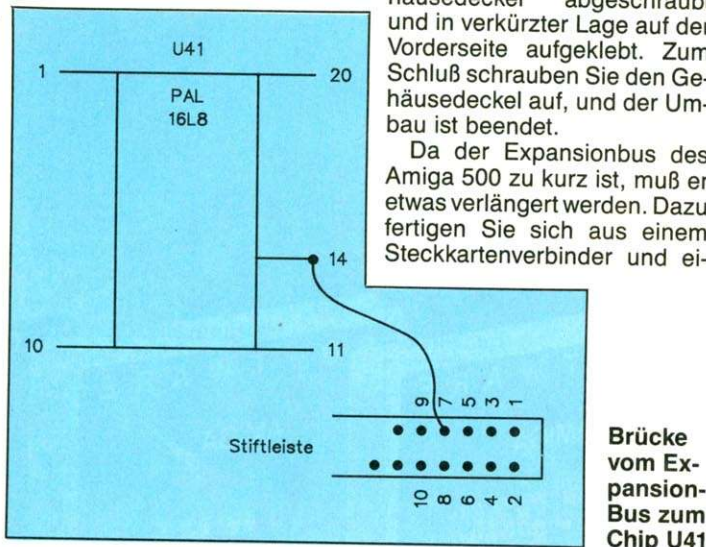 häusedeckel abgeschraubt
und in verkürzter Lage auf der
Vorderseite aufgeklebt. Zum
Schluß schrauben Sie den Ge-
häusedeckel auf, und der Um-
bau ist beendet.
Da der Expansionbus des
Amiga 500 zu kurz ist, muß er
etwas verlängert werden. Dazu
fertigen Sie sich aus einem
Steckkartenverbinder und ei-
U41
1
20
PAL
16L8
14
10
11
9 7 5 3 1
Stiftleiste
10 8 6 4 2
Brücke
vom Ex-
pansion-
Bus zum
Chip U41